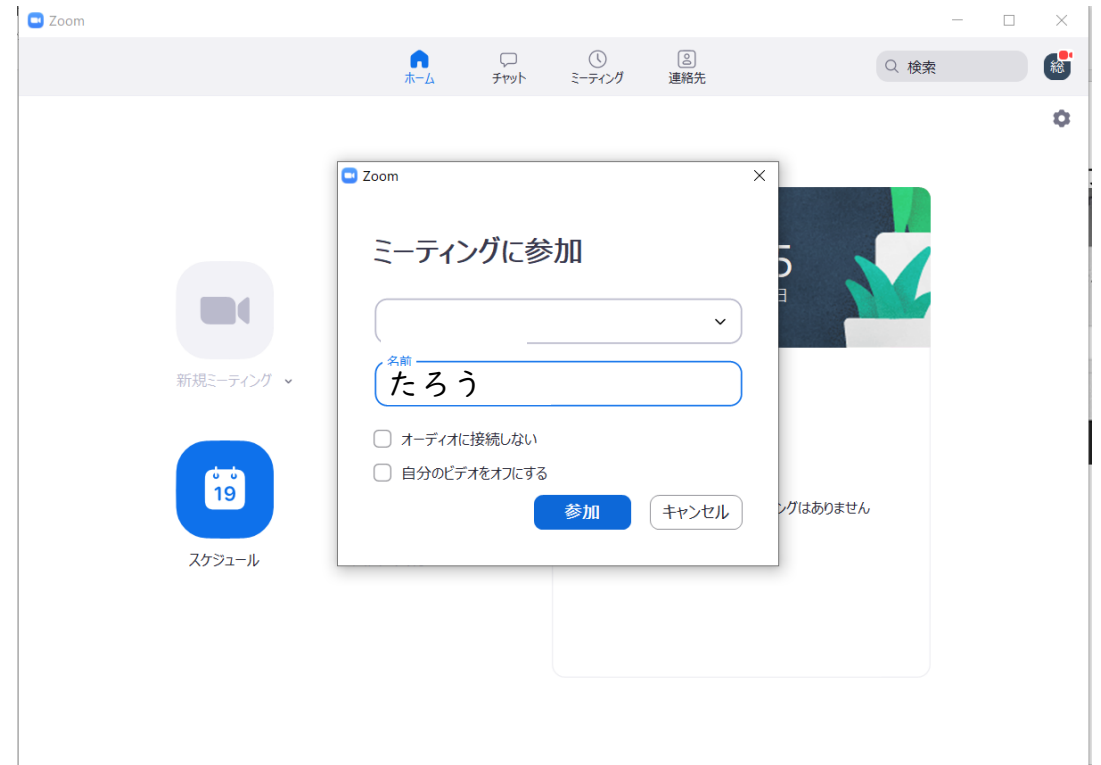 Zoom
ホーム
チャット
ミーティング
連絡先
検索
総
Zoom
ミーティングに参加
名前
たろう
オーディオに接続しない
自分のビデオをオフにする
参加
キャンセル
新規ミーティング
19
スケジュール
5
日
ングはありません